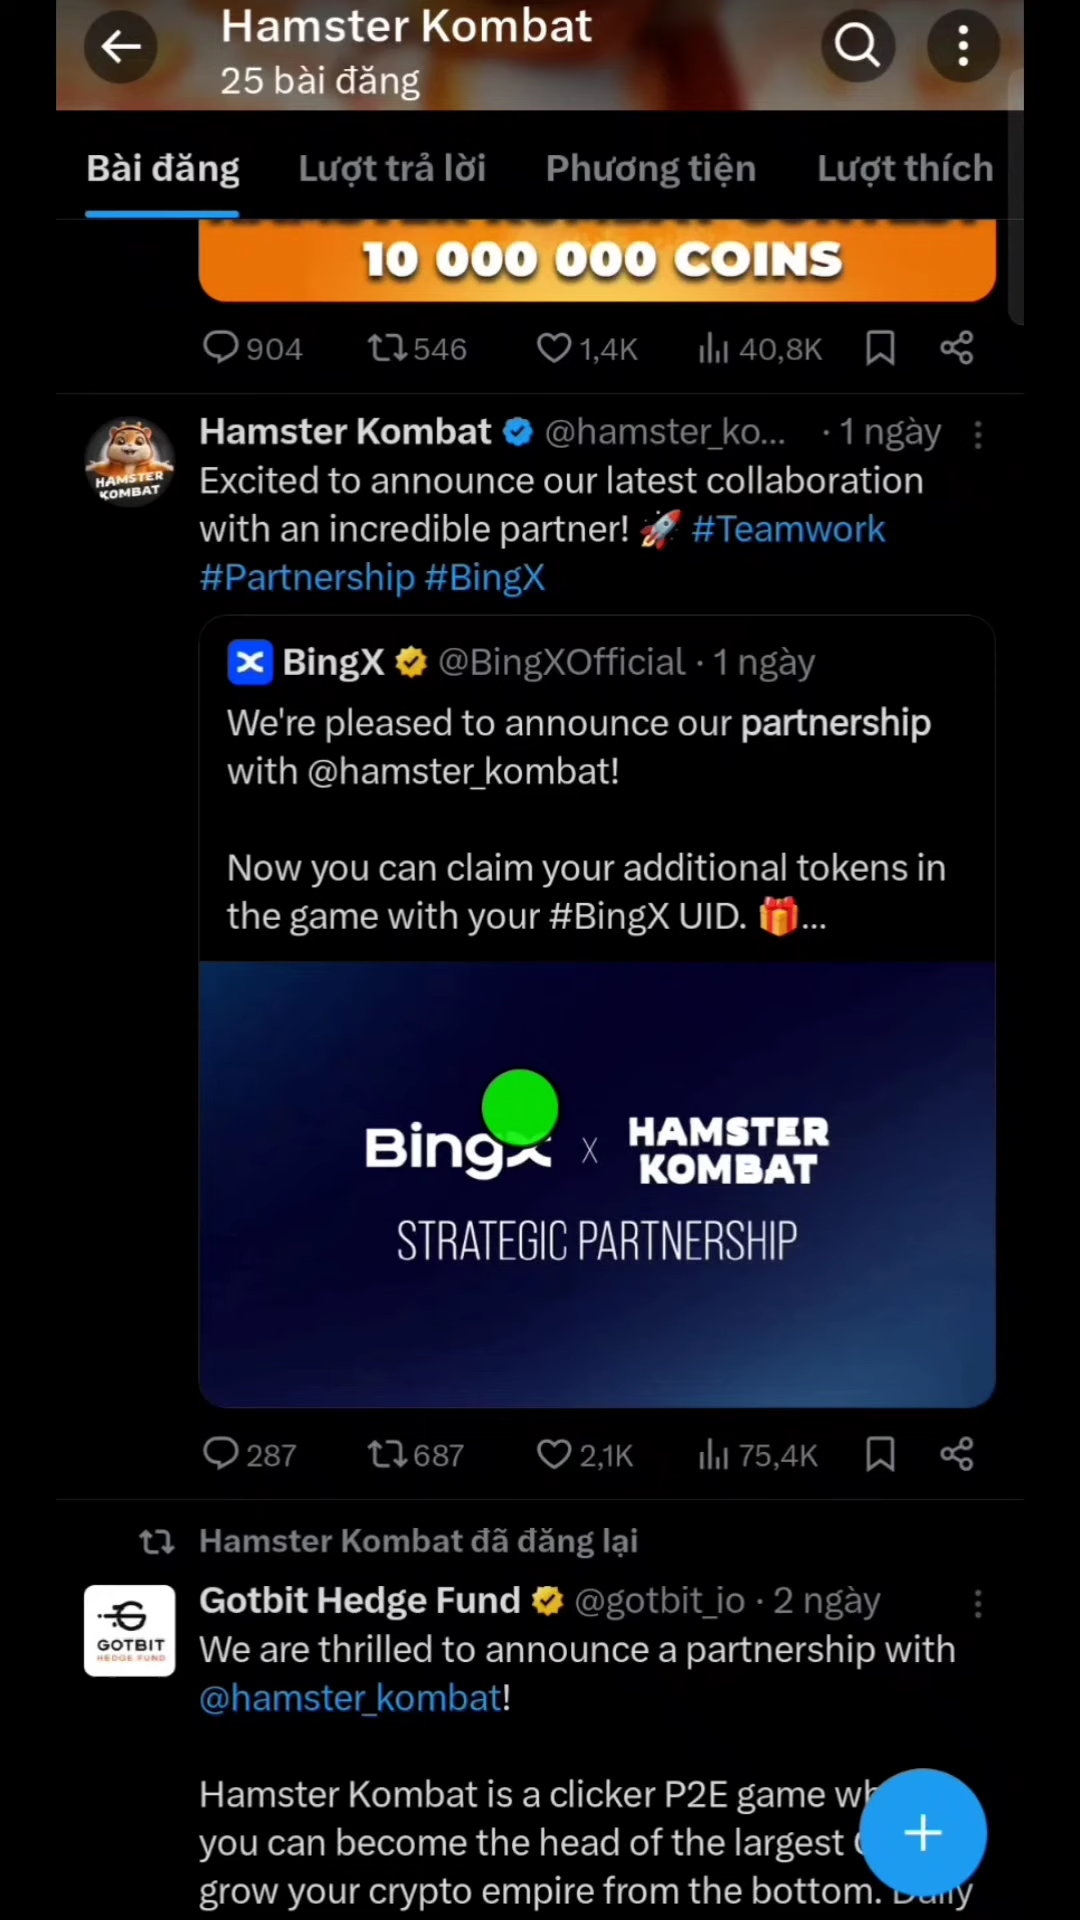 Hamster Kombat
25 bài đăng
Bài đăng Lượt trả lời Phương tiện Lượt thích
10 000 000 COINS
904 546 1,4K 40,8K
Hamster Kombat @hamster_ko... · 1 ngày
HAMSTER
KOMBAT
Excited to announce our latest collaboration
with an incredible partner! 🚀 #Teamwork
#Partnership #BingX
BingX @BingXOfficial · 1 ngày
We're pleased to announce our partnership
with @hamster_kombat!
Now you can claim your additional tokens in
the game with your #BingX UID. 🎁...
BingX x HAMSTER
KOMBAT
STRATEGIC PARTNERSHIP
287 687 2,1K 75,4K
Hamster Kombat đã đăng lại
Gotbit Hedge Fund @gotbit_io · 2 ngày
GOTBIT
HEDGE FUND
We are thrilled to announce a partnership with
@hamster_kombat!
Hamster Kombat is a clicker P2E game
you can become the head of the largest
grow your crypto empire from the bottom. Daily